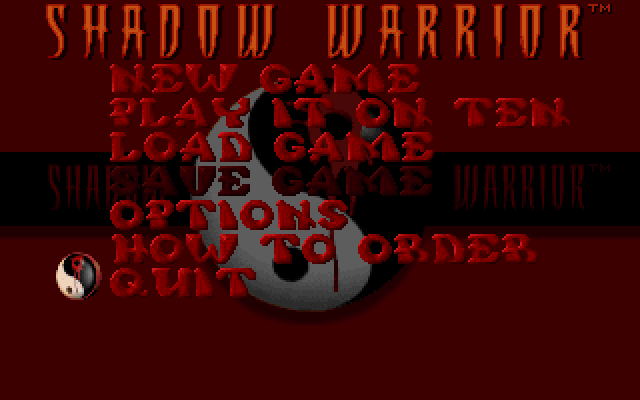 SHADOW WARRIOR™
NEW GAME
PLAY IT ON TEN
LOAD GAME
SAVE GAME
SHADOW WARRIOR™
OPTIONS
HOW TO ORDER
QUIT